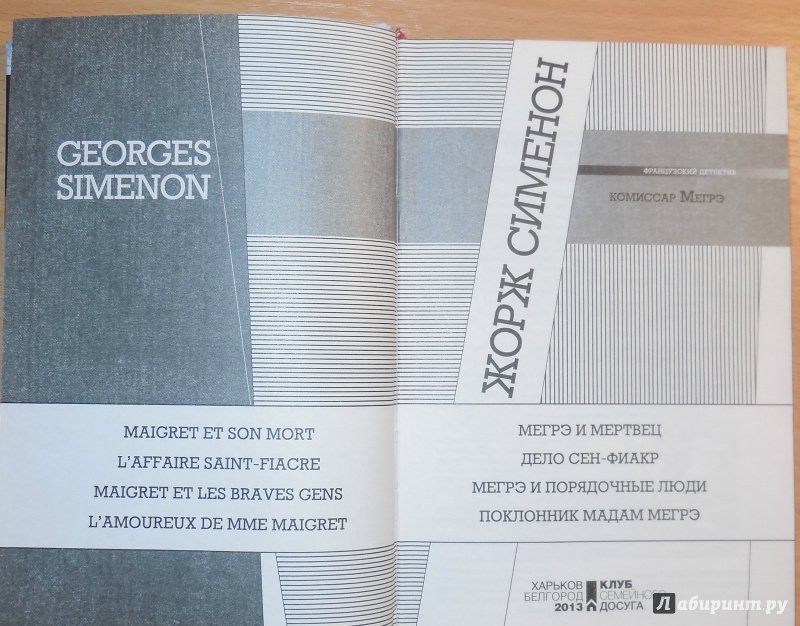 GEORGES
SIMENON
MAIGRET ET SON MORT
L'AFFAIRE SAINT-FIACRE
MAIGRET ET LES BRAVES GENS
L'AMOUREUX DE MME MAIGRET
ЖОРЖ СИМЕНОН
ФРАНЦУЗСКИЙ ДЕТЕКТИВ
КОМИССАР МЕГРЭ
МЕГРЭ И МЕРТВЕЦ
ДЕЛО СЕН-ФИАКР
МЕГРЭ И ПОРЯДОЧНЫЕ ЛЮДИ
ПОКЛОННИК МАДАМ МЕГРЭ
ХАРЬКОВ КЛУБ
БЕЛГОРОД СЕМЕЙНОГО
2013 ДОСУГА
Лабиринт.ру